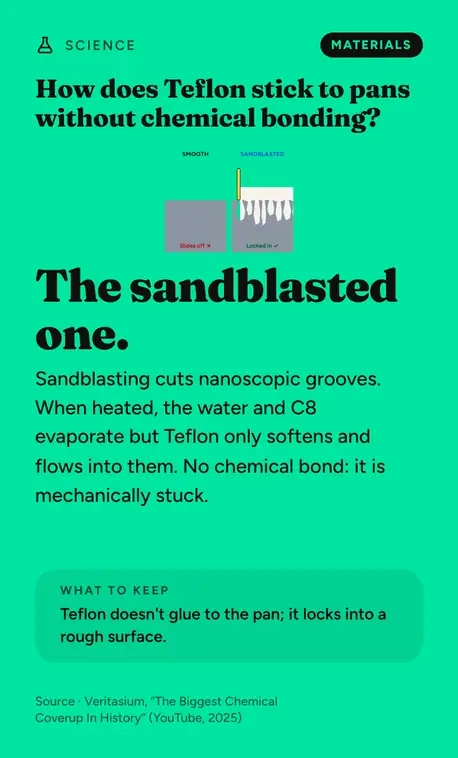 SCIENCE
MATERIALS
How does Teflon stick to pans
without chemical bonding?
SMOOTH
SANDBLASTED
Slides off ×
Locked in ✓
The sandblasted
one.
Sandblasting cuts nanoscopic grooves.
When heated, the water and C8
evaporate but Teflon only softens and
flows into them. No chemical bond: it is
mechanically stuck.
WHAT TO KEEP
Teflon doesn't glue to the pan; it locks into a
rough surface.
Source · Veritasium, "The Biggest Chemical
Coverup In History" (YouTube, 2025)